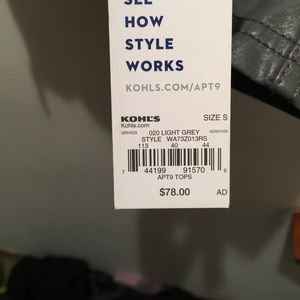 SEE
HOW
STYLE
WORKS
KOHLS.COM/APT9
KOHL'S
SIZE S
Kohls.com
020 LIGHT GREY
STYLE WA73Z013RS
113 40 44
7 44199 91570 6
APT9 TOPS
$78.00 AD